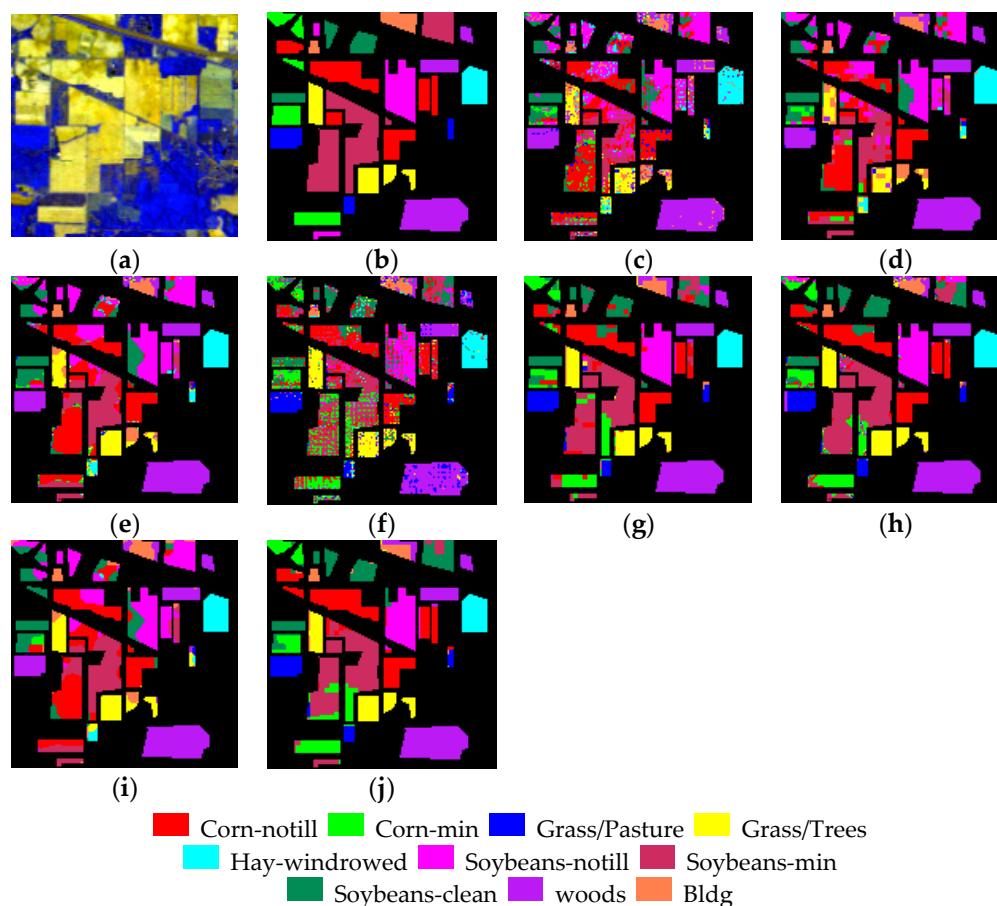 (a) (b) (c) (d)
(e) (f) (g) (h)
(i) (j)
Corn-notill Corn-min Grass/Pasture Grass/Trees
Hay-windrowed Soybeans-notill Soybeans-min
Soybeans-clean woods Bldg